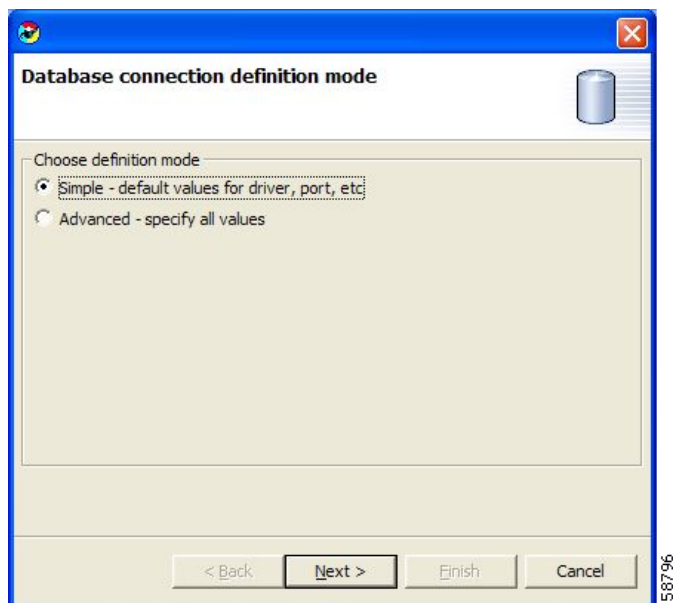 Database connection definition mode
Choose definition mode
Simple - default values for driver, port, etc
Advanced - specify all values
< Back
Next >
Finish
Cancel
58796